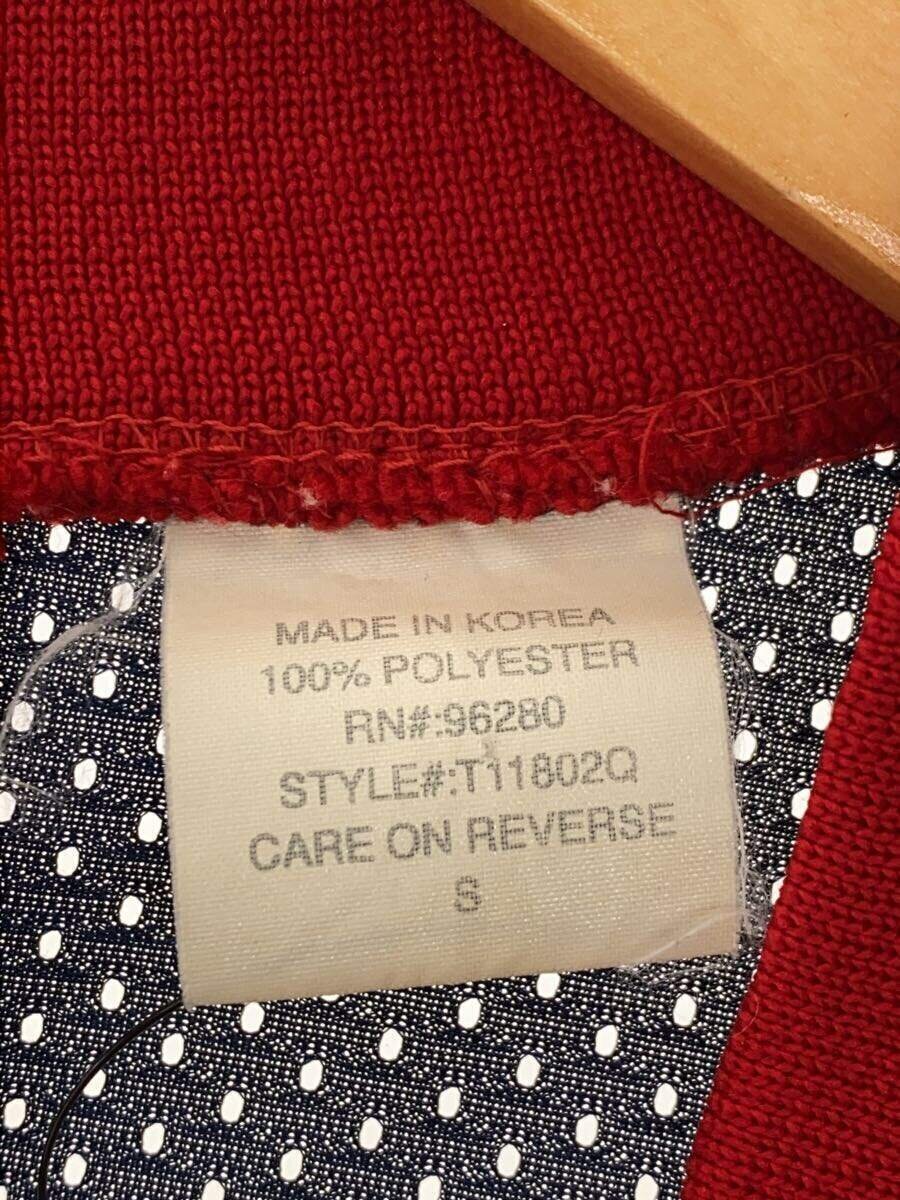 MADE IN KOREA
100% POLYESTER
RN#:96280
STYLE#:T11802Q
CARE ON REVERSE
S